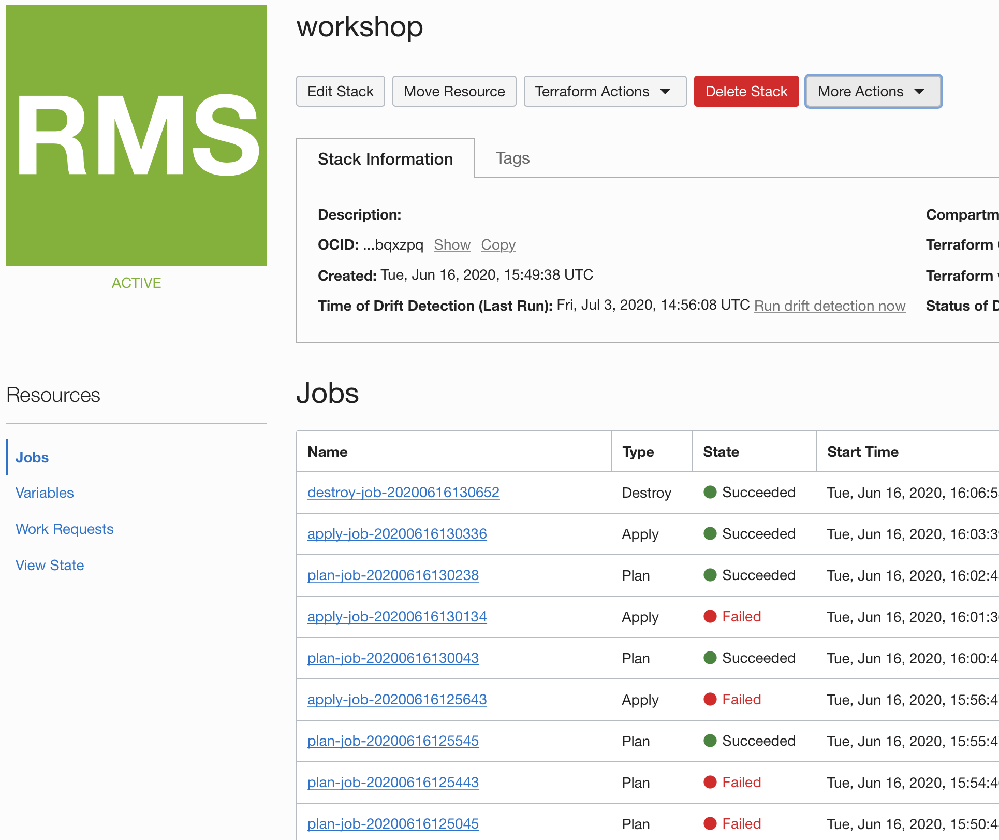 RMS
ACTIVE
workshop
Edit Stack Move Resource Terraform Actions Delete Stack More Actions
Stack Information Tags
Description:
OCID: ...bqxzpq Show Copy
Created: Tue, Jun 16, 2020, 15:49:38 UTC
Time of Drift Detection (Last Run): Fri, Jul 3, 2020, 14:56:08 UTC Run drift detection now
Compartm
Terraform
Terraform
Status of D
Resources
Jobs
Variables
Work Requests
View State
Jobs
Name Type State Start Time
destroy-job-20200616130652 Destroy Succeeded Tue, Jun 16, 2020, 16:06:5
apply-job-20200616130336 Apply Succeeded Tue, Jun 16, 2020, 16:03:3
plan-job-20200616130238 Plan Succeeded Tue, Jun 16, 2020, 16:02:4
apply-job-20200616130134 Apply Failed Tue, Jun 16, 2020, 16:01:3
plan-job-20200616130043 Plan Succeeded Tue, Jun 16, 2020, 16:00:4
apply-job-20200616125643 Apply Failed Tue, Jun 16, 2020, 15:56:4
plan-job-20200616125545 Plan Succeeded Tue, Jun 16, 2020, 15:55:4
plan-job-20200616125443 Plan Failed Tue, Jun 16, 2020, 15:54:4
plan-job-20200616125045 Plan Failed Tue, Jun 16, 2020, 15:50:4